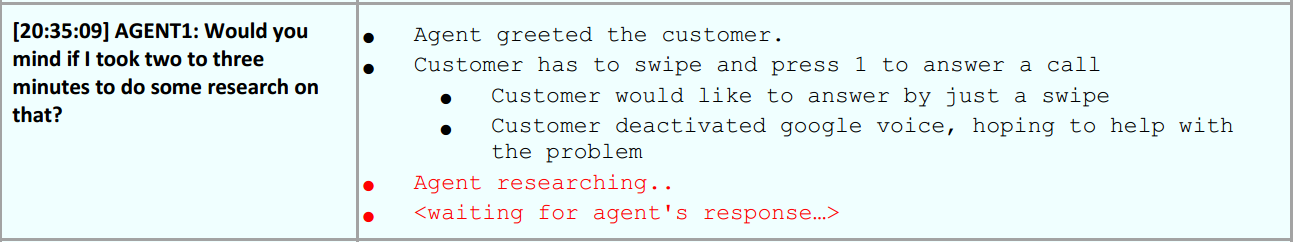 [20:35:09] AGENT1: Would you
mind if I took two to three
minutes to do some research on
that?
● Agent greeted the customer.
● Customer has to swipe and press 1 to answer a call
● Customer would like to answer by just a swipe
● Customer deactivated google voice, hoping to help with
the problem
● Agent researching..
● <waiting for agent's response…>